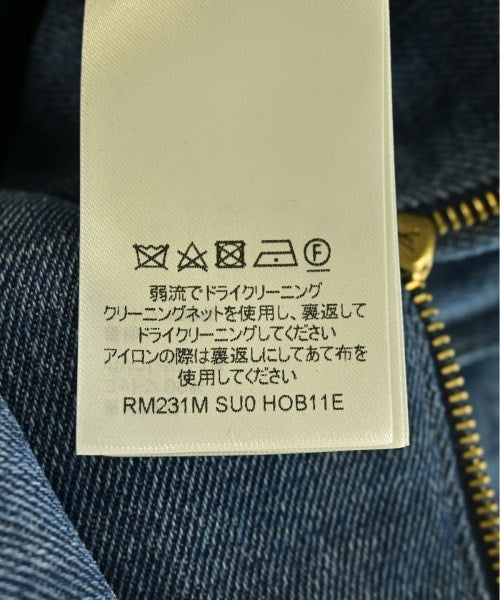 F
弱流でドライクリーニング
クリーニングネットを使用し、裏返して
ドライクリーニングしてください
アイロンの際は裏返しにしてあて布を
使用してください
RM231M SU0 HOB11E